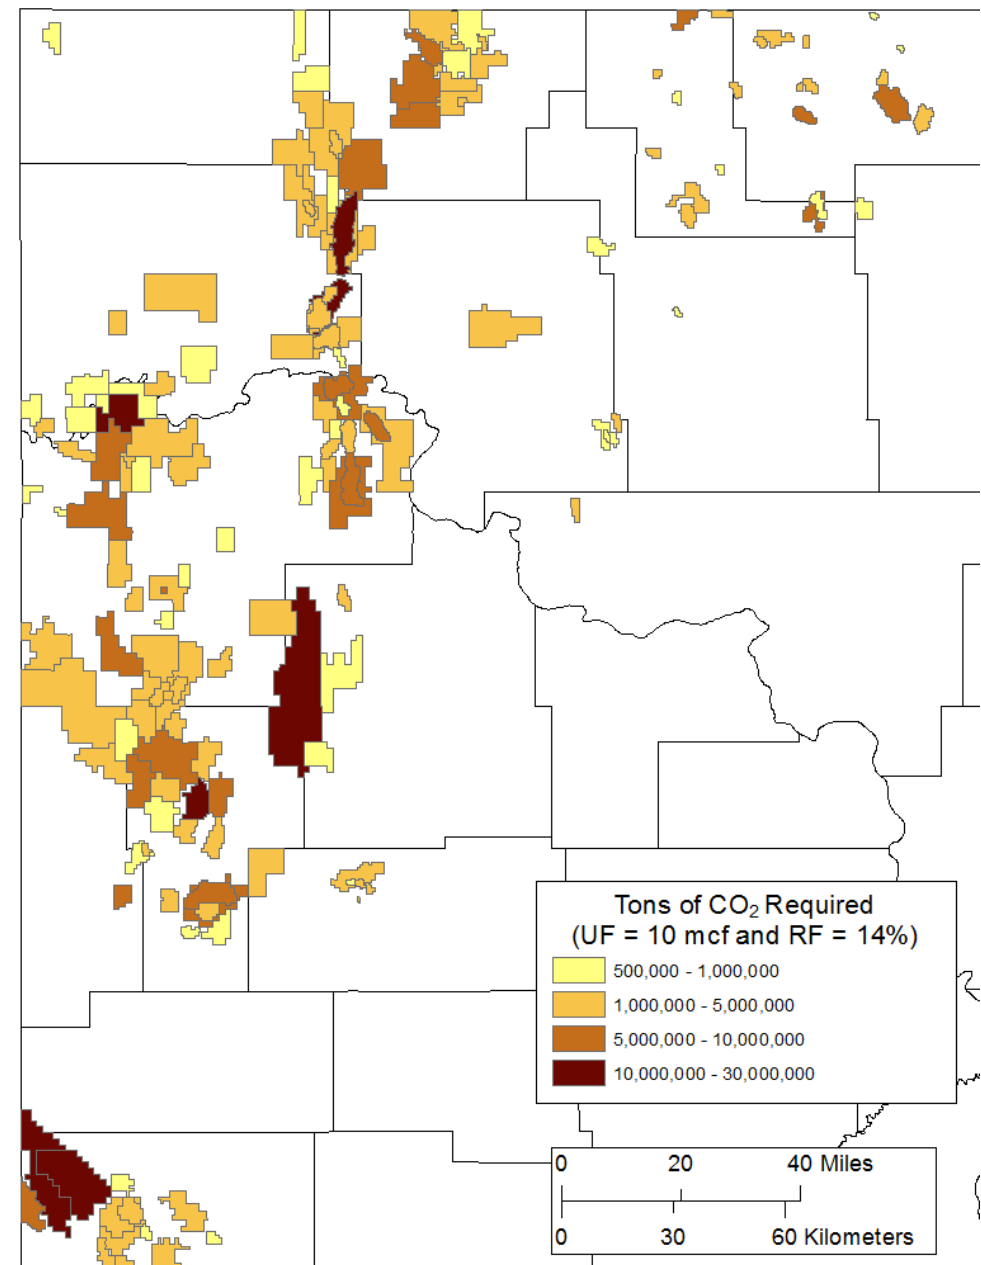 Tons of CO₂ Required
(UF = 10 mcf and RF = 14%)
500,000 - 1,000,000
1,000,000 - 5,000,000
5,000,000 - 10,000,000
10,000,000 - 30,000,000
0 20 40 Miles
0 30 60 Kilometers